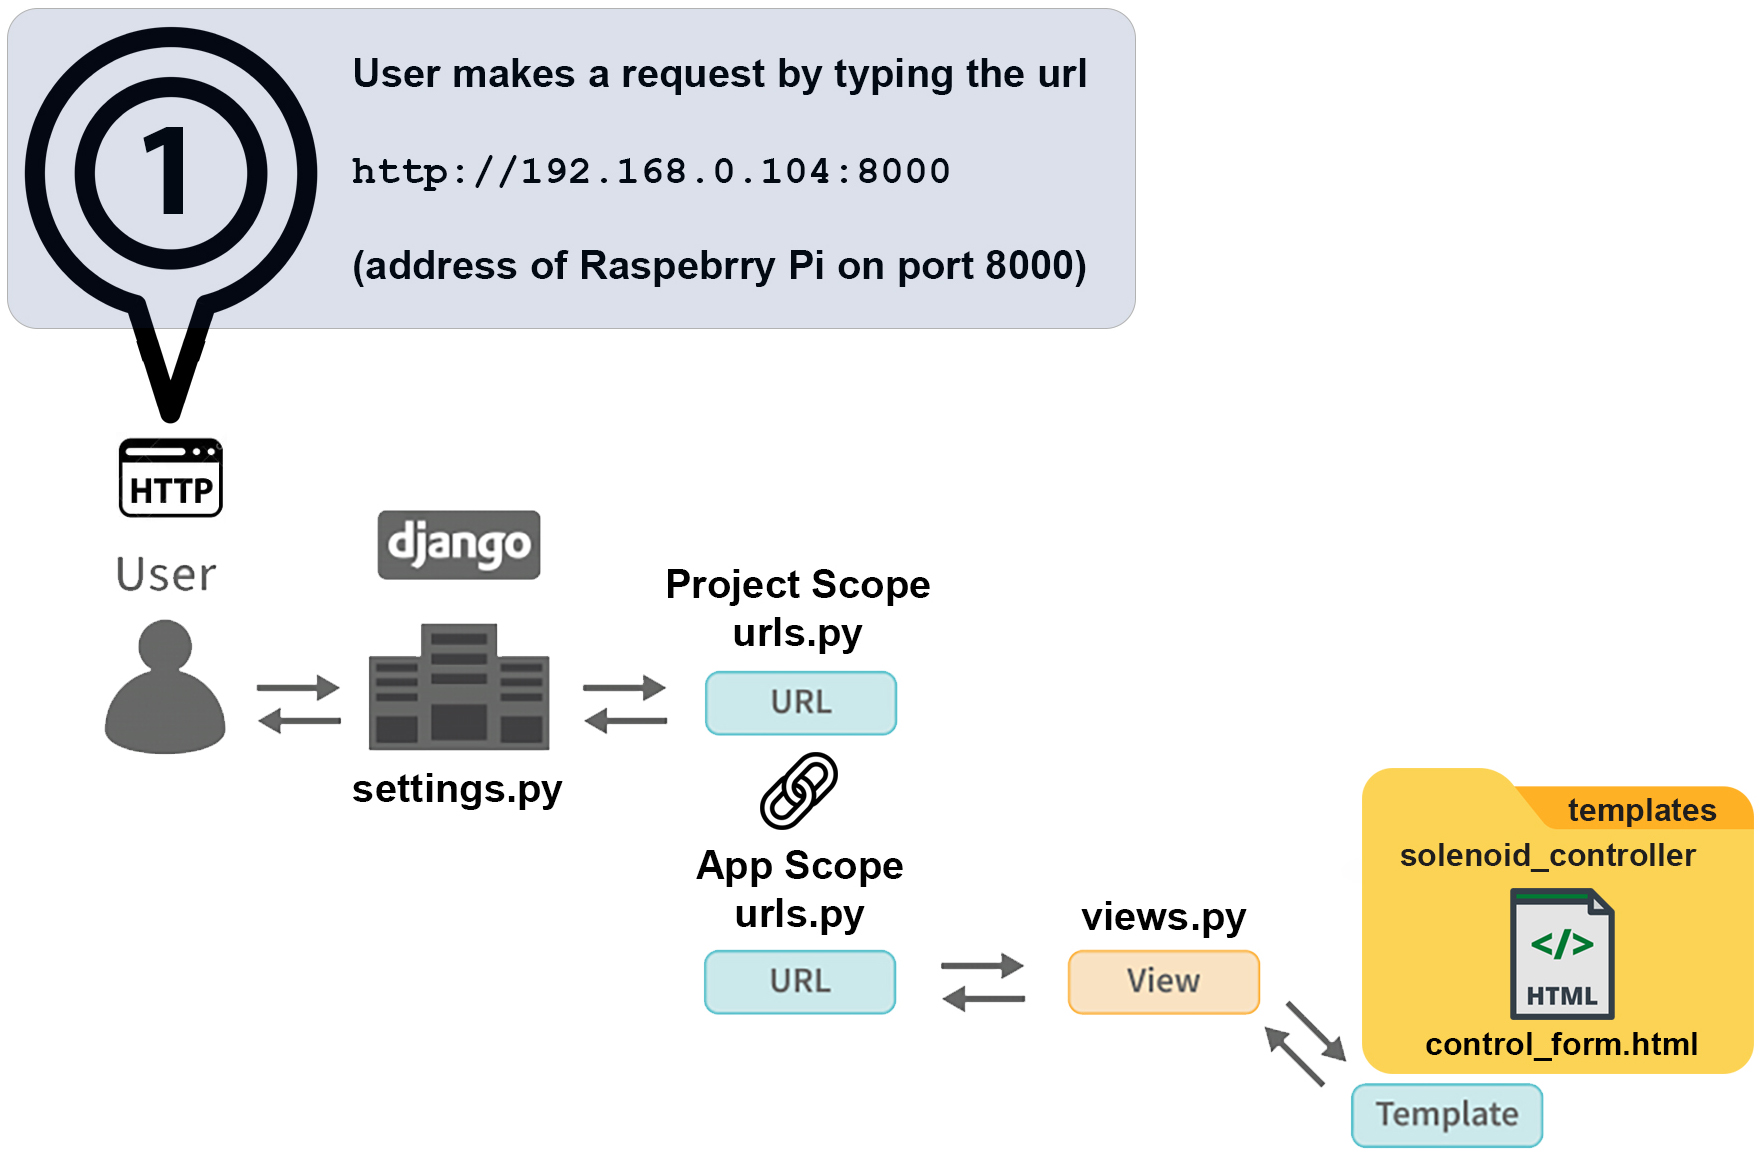 1
User makes a request by typing the url
http://192.168.0.104:8000
(address of Raspebrry Pi on port 8000)
HTTP
User
django
settings.py
Project Scope
urls.py
URL
App Scope
urls.py
URL
views.py
View
templates
solenoid_controller
</>
HTML
control_form.html
Template